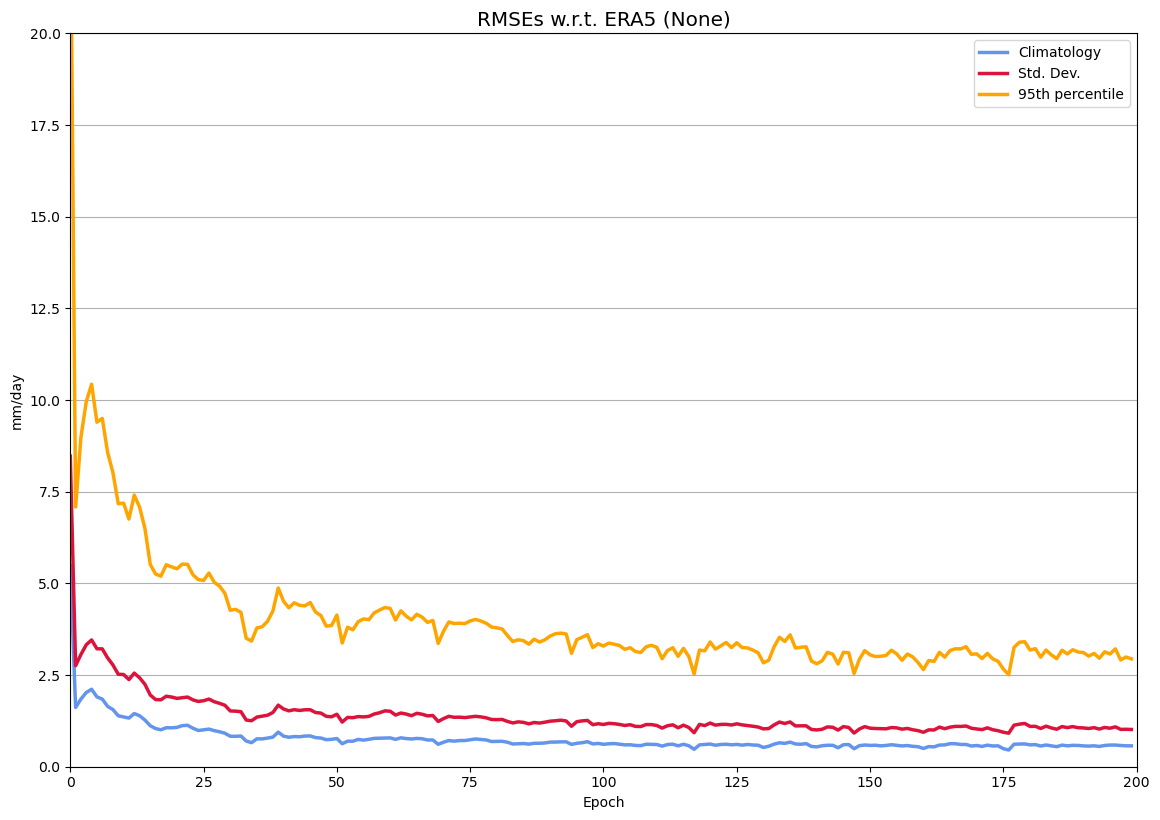 RMSEs w.r.t. ERA5 (None)
Climatology
Std. Dev.
95th percentile
mm/day
20.0
17.5
15.0
12.5
10.0
7.5
5.0
2.5
0.0
0 25 50 75 100 125 150 175 200
Epoch